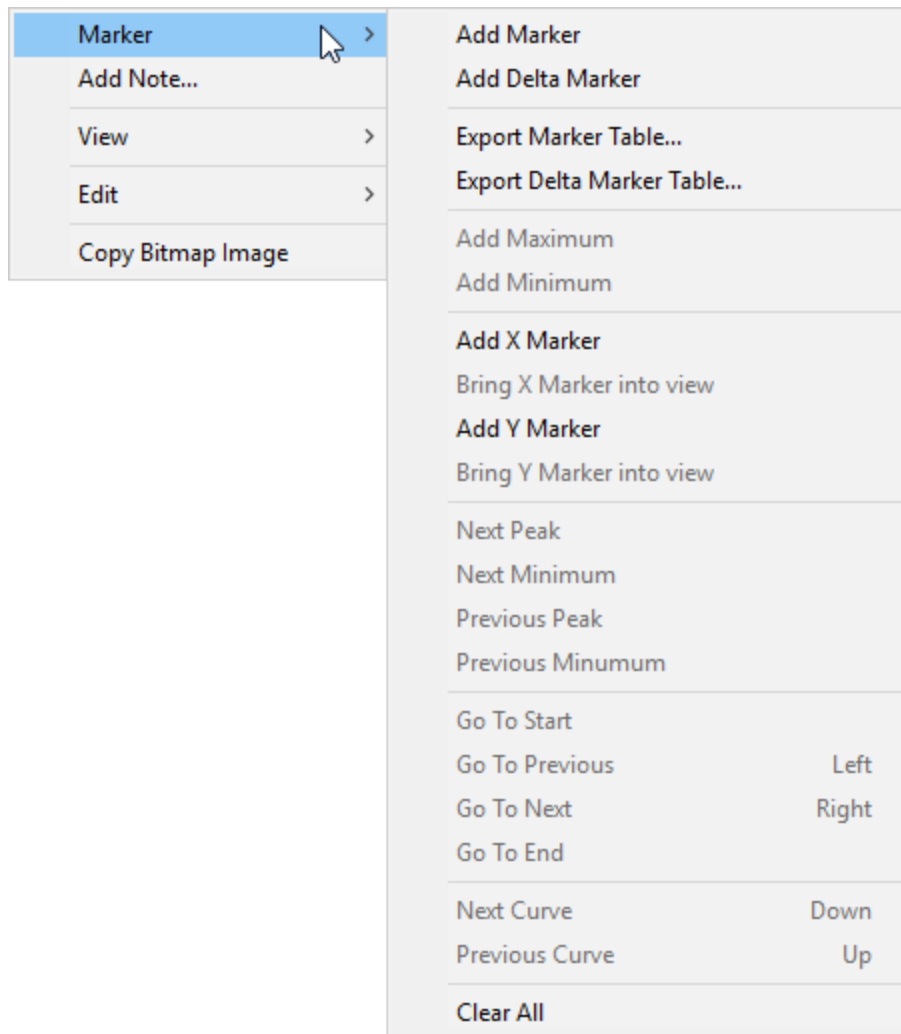 Marker
Add Note...
View
Edit
Copy Bitmap Image
Add Marker
Add Delta Marker
Export Marker Table...
Export Delta Marker Table...
Add Maximum
Add Minimum
Add X Marker
Bring X Marker into view
Add Y Marker
Bring Y Marker into view
Next Peak
Next Minimum
Previous Peak
Previous Minumum
Go To Start
Go To Previous Left
Go To Next Right
Go To End
Next Curve Down
Previous Curve Up
Clear All